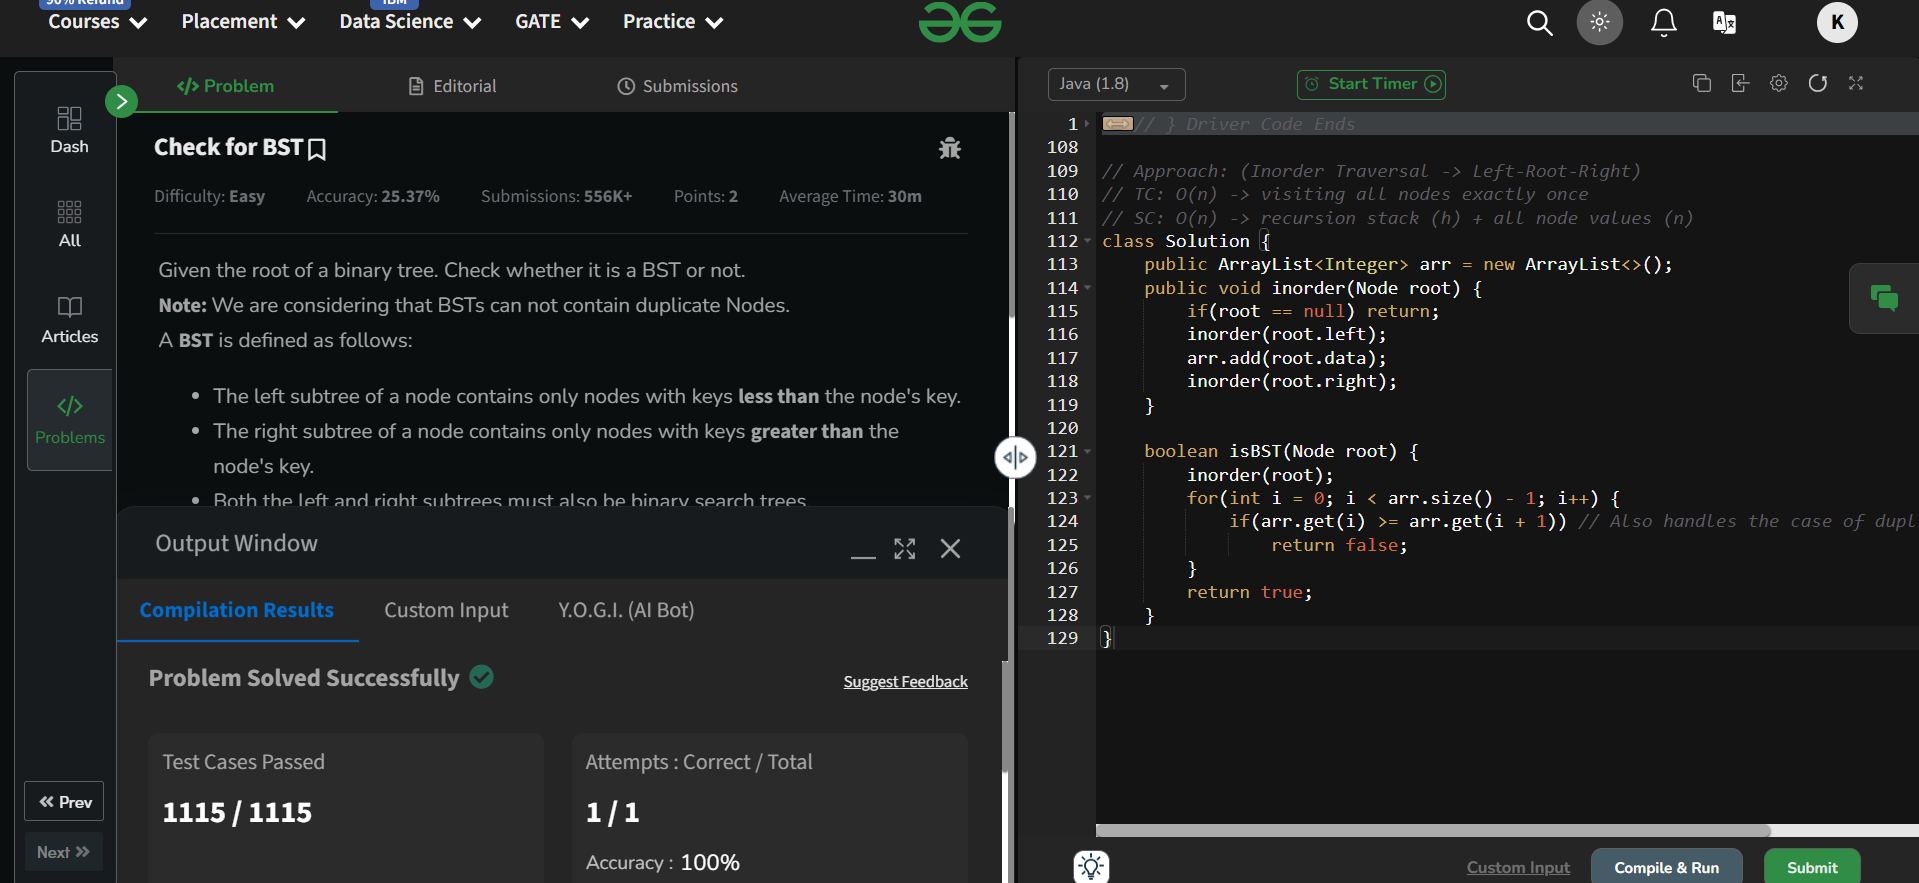 90% Refund
IBM
Courses
Placement
Data Science
GATE
Practice
K
Dash
All
Articles
</> Problems
Prev
Next
</> Problem
Editorial
Submissions
Check for BST
Difficulty: Easy
Accuracy: 25.37%
Submissions: 556K+
Points: 2
Average Time: 30m
Given the root of a binary tree. Check whether it is a BST or not.
Note: We are considering that BSTs can not contain duplicate Nodes.
A BST is defined as follows:
• The left subtree of a node contains only nodes with keys less than the node's key.
• The right subtree of a node contains only nodes with keys greater than the
node's key.
• Both the left and right subtrees must also be binary search trees
Output Window
Compilation Results
Custom Input
Y.O.G.I. (AI Bot)
Problem Solved Successfully
Suggest Feedback
Test Cases Passed
1115 / 1115
Attempts : Correct / Total
1 / 1
Accuracy : 100%
Java (1.8)
Start Timer
1 // } Driver Code Ends
108
109 // Approach: (Inorder Traversal -> Left-Root-Right)
110 // TC: O(n) -> visiting all nodes exactly once
111 // SC: O(n) -> recursion stack (h) + all node values (n)
112 class Solution {
113 public ArrayList<Integer> arr = new ArrayList<>();
114 public void inorder(Node root) {
115 if(root == null) return;
116 inorder(root.left);
117 arr.add(root.data);
118 inorder(root.right);
119 }
120
121 boolean isBST(Node root) {
122 inorder(root);
123 for(int i = 0; i < arr.size() - 1; i++) {
124 if(arr.get(i) >= arr.get(i + 1)) // Also handles the case of dupl
125 return false;
126 }
127 return true;
128 }
129 }
Custom Input
Compile & Run
Submit